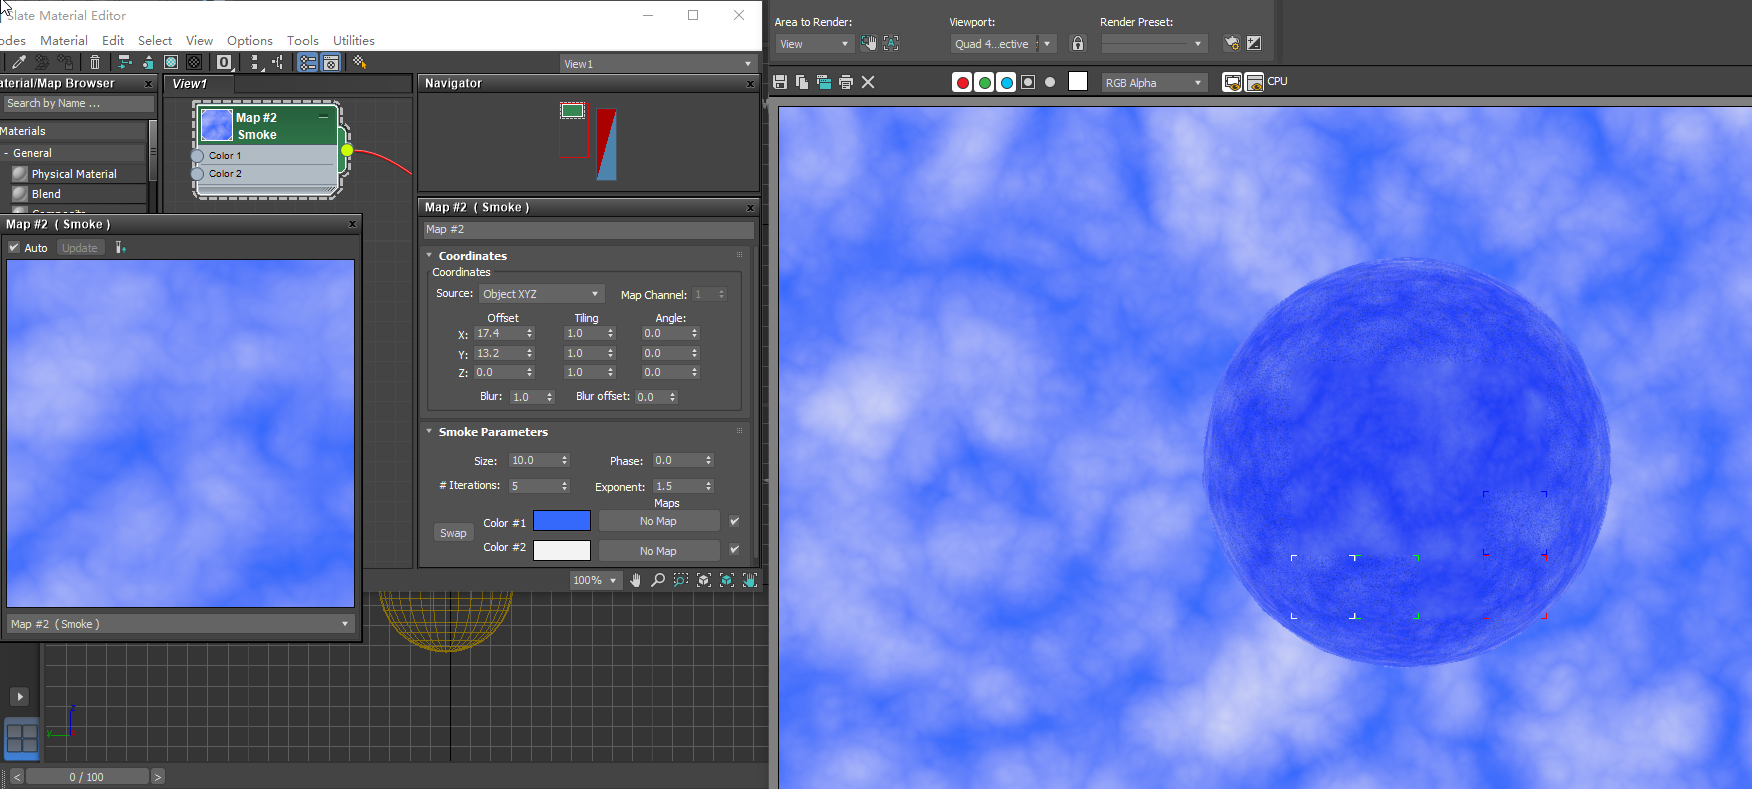 Slate Material Editor
odes Material Edit Select View Options Tools Utilities
View1
aterial/Map Browser
Search by Name ...
Materials
- General
Physical Material
Blend
View1
Map #2
Smoke
Color 1
Color 2
Navigator
Map #2 ( Smoke )
Auto Update
Map #2 ( Smoke )
Map #2 ( Smoke )
Map #2
Coordinates
Coordinates
Source: Object XYZ Map Channel: 1
Offset Tiling Angle:
X: 17.4 1.0 0.0
Y: 13.2 1.0 0.0
Z: 0.0 1.0 0.0
Blur: 1.0 Blur offset: 0.0
Smoke Parameters
Size: 10.0 Phase: 0.0
# Iterations: 5 Exponent: 1.5
Maps
Swap Color #1 No Map
Color #2 No Map
100%
z
y
< 0 / 100 >
Area to Render: Viewport: Render Preset:
View Quad 4...ective
RGB Alpha CPU